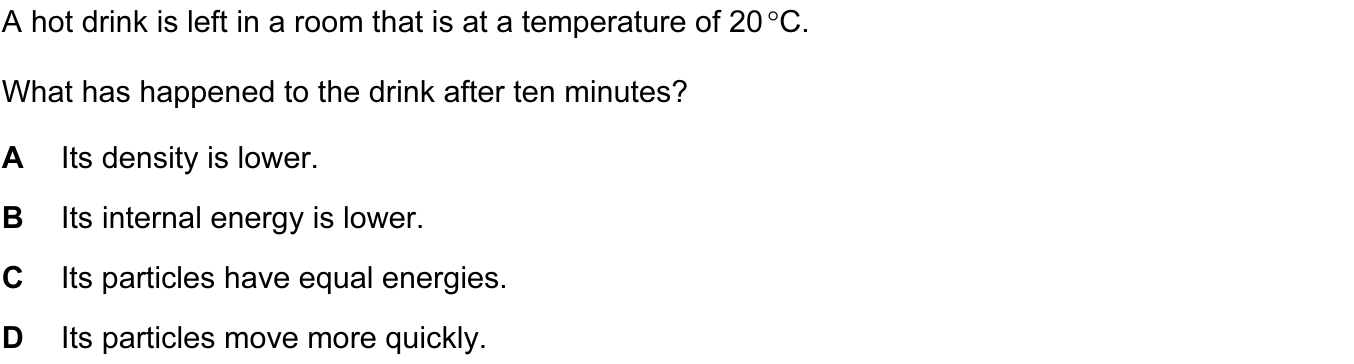 A hot drink is left in a room that is at a temperature of 20 °C.
What has happened to the drink after ten minutes?
A Its density is lower.
B Its internal energy is lower.
C Its particles have equal energies.
D Its particles move more quickly.